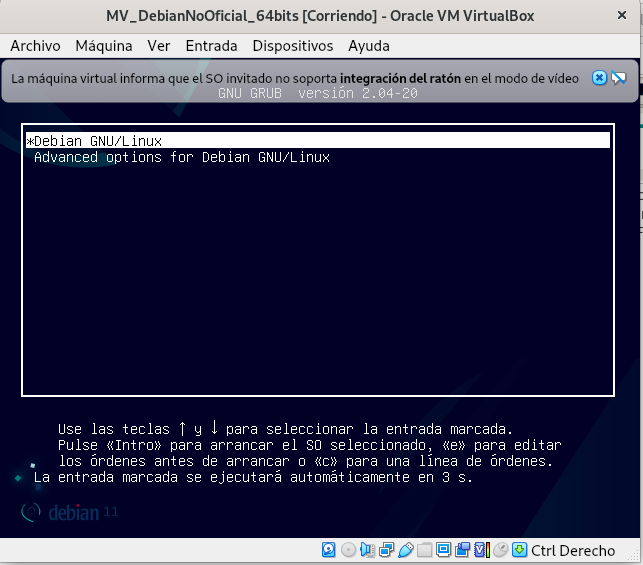 MV_DebianNoOficial_64bits [Corriendo] - Oracle VM VirtualBox
Archivo Máquina Ver Entrada Dispositivos Ayuda
La máquina virtual informa que el SO invitado no soporta integración del ratón en el modo de vídeo
GNU GRUB versión 2.04-20
*Debian GNU/Linux
Advanced options for Debian GNU/Linux
Use las teclas ↑ y ↓ para seleccionar la entrada marcada.
Pulse «Intro» para arrancar el SO seleccionado, «e» para editar
los órdenes antes de arrancar o «c» para una línea de órdenes.
La entrada marcada se ejecutará automáticamente en 3 s.
debian 11
Ctrl Derecho